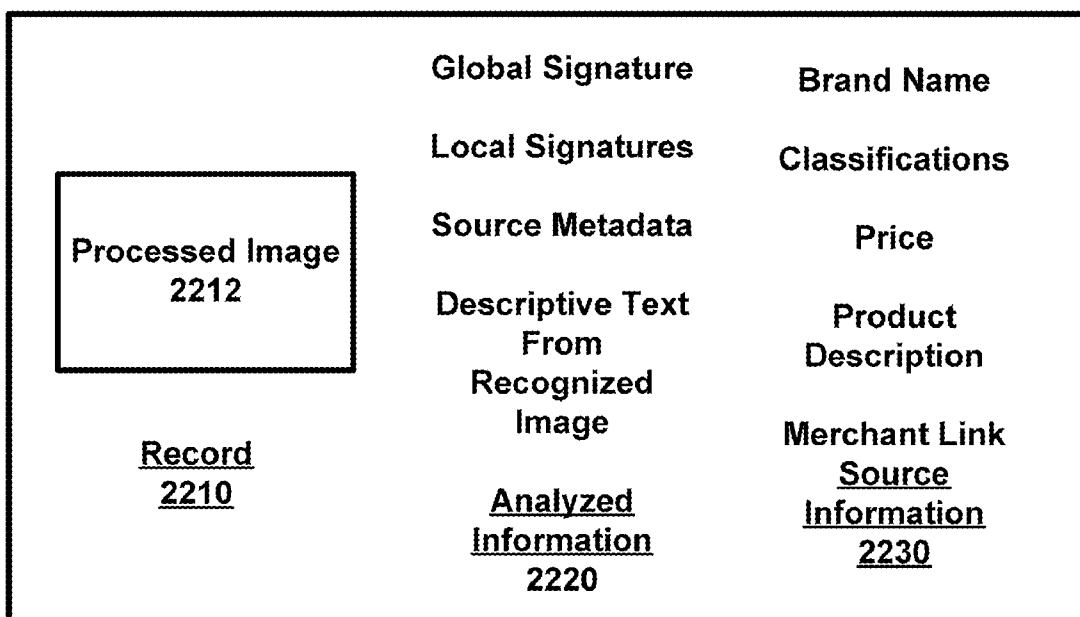 Processed Image
2212
Record
2210
Global Signature
Local Signatures
Source Metadata
Descriptive Text
From
Recognized
Image
Analyzed
Information
2220
Brand Name
Classifications
Price
Product
Description
Merchant Link
Source
Information
2230